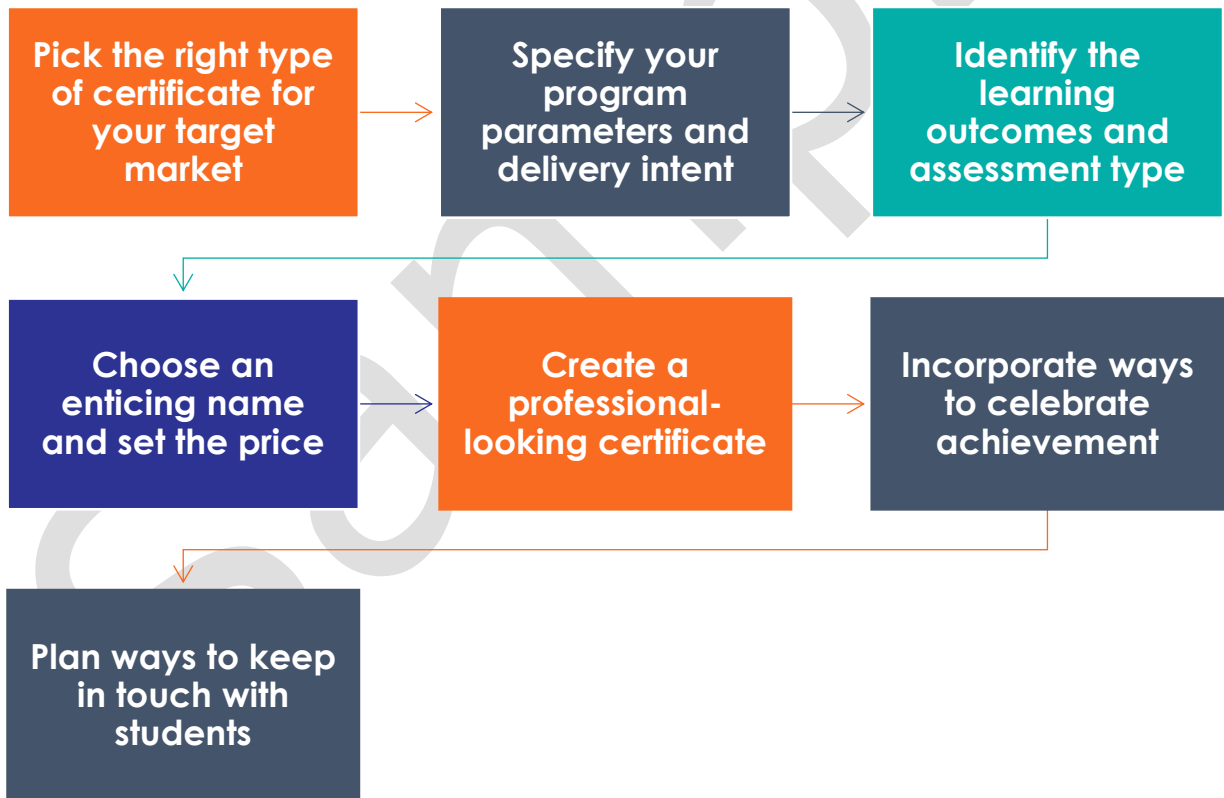 Pick the right type
of certificate for
your target
market
Specify your
program
parameters and
delivery intent
Identify the
learning
outcomes and
assessment type
Choose an
enticing name
and set the price
Create a
professional-
looking certificate
Incorporate ways
to celebrate
achievement
Plan ways to keep
in touch with
students